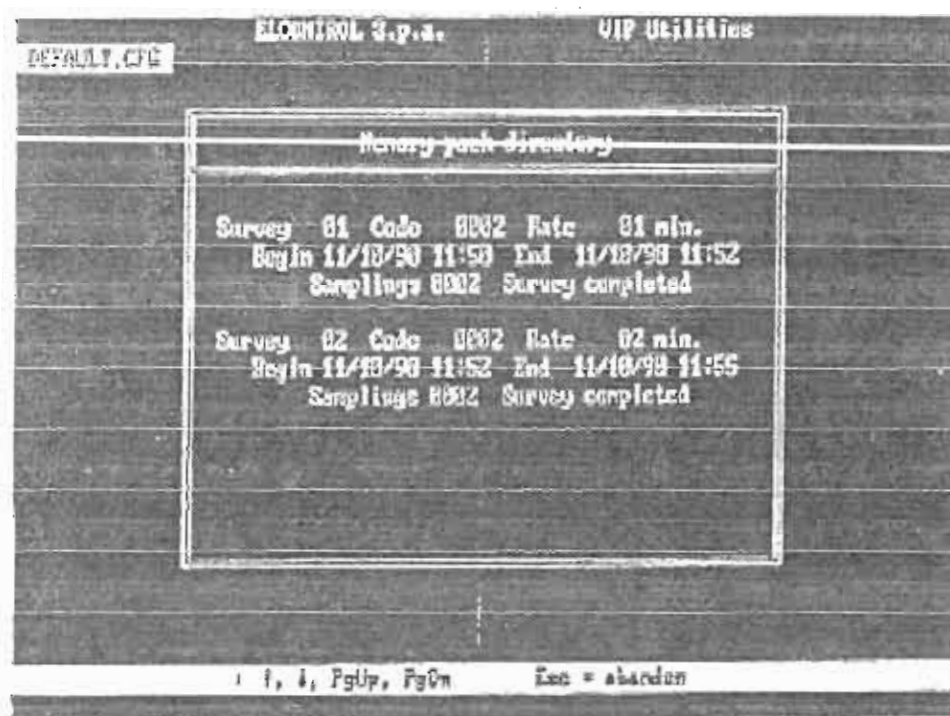 ELCONTROL S.p.a. VIP Utilities
DEFAULT.CFG
Memory pack directory
Survey 01 Code 0002 Rate 01 min.
Begin 11/10/90 11:50 End 11/10/90 11:52
Samplings 0002 Survey completed
Survey 02 Code 0002 Rate 02 min.
Begin 11/10/90 11:52 End 11/10/90 11:56
Samplings 0002 Survey completed
: ↑, ↓, PgUp, PgDn Esc = abandon